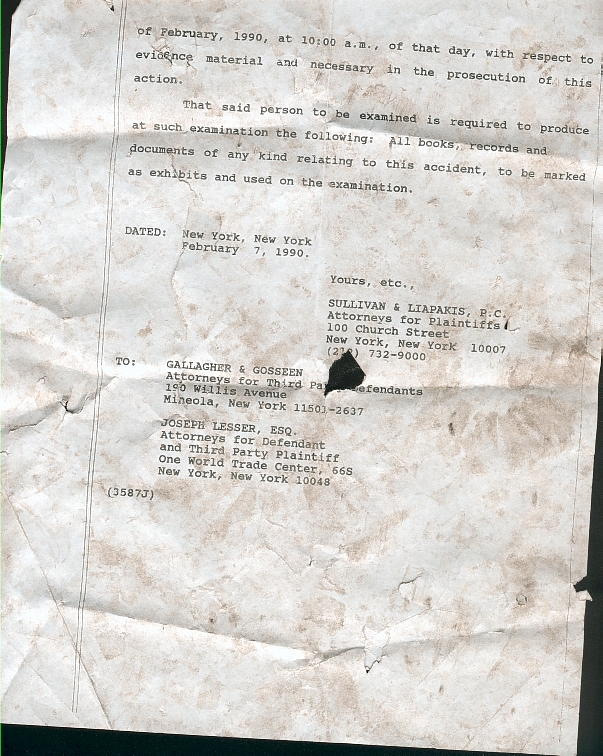 of February, 1990, at 10:00 a.m., of that day, with respect to
evidence material and necessary in the prosecution of this
action.
That said person to be examined is required to produce
at such examination the following: All books, records and
documents of any kind relating to this accident, to be marked
as exhibits and used on the examination.
DATED: New York, New York
February 7, 1990.
Yours, etc.,
SULLIVAN & LIAPAKIS, P.C.
Attorneys for Plaintiffs
100 Church Street
New York, New York 10007
(212) 732-9000
TO: GALLAGHER & GOSSEEN
Attorneys for Third Party Defendants
190 Willis Avenue
Mineola, New York 11501-2637
JOSEPH LESSER, ESQ.
Attorneys for Defendant
and Third Party Plaintiff
One World Trade Center, 66S
New York, New York 10048
(3587J)